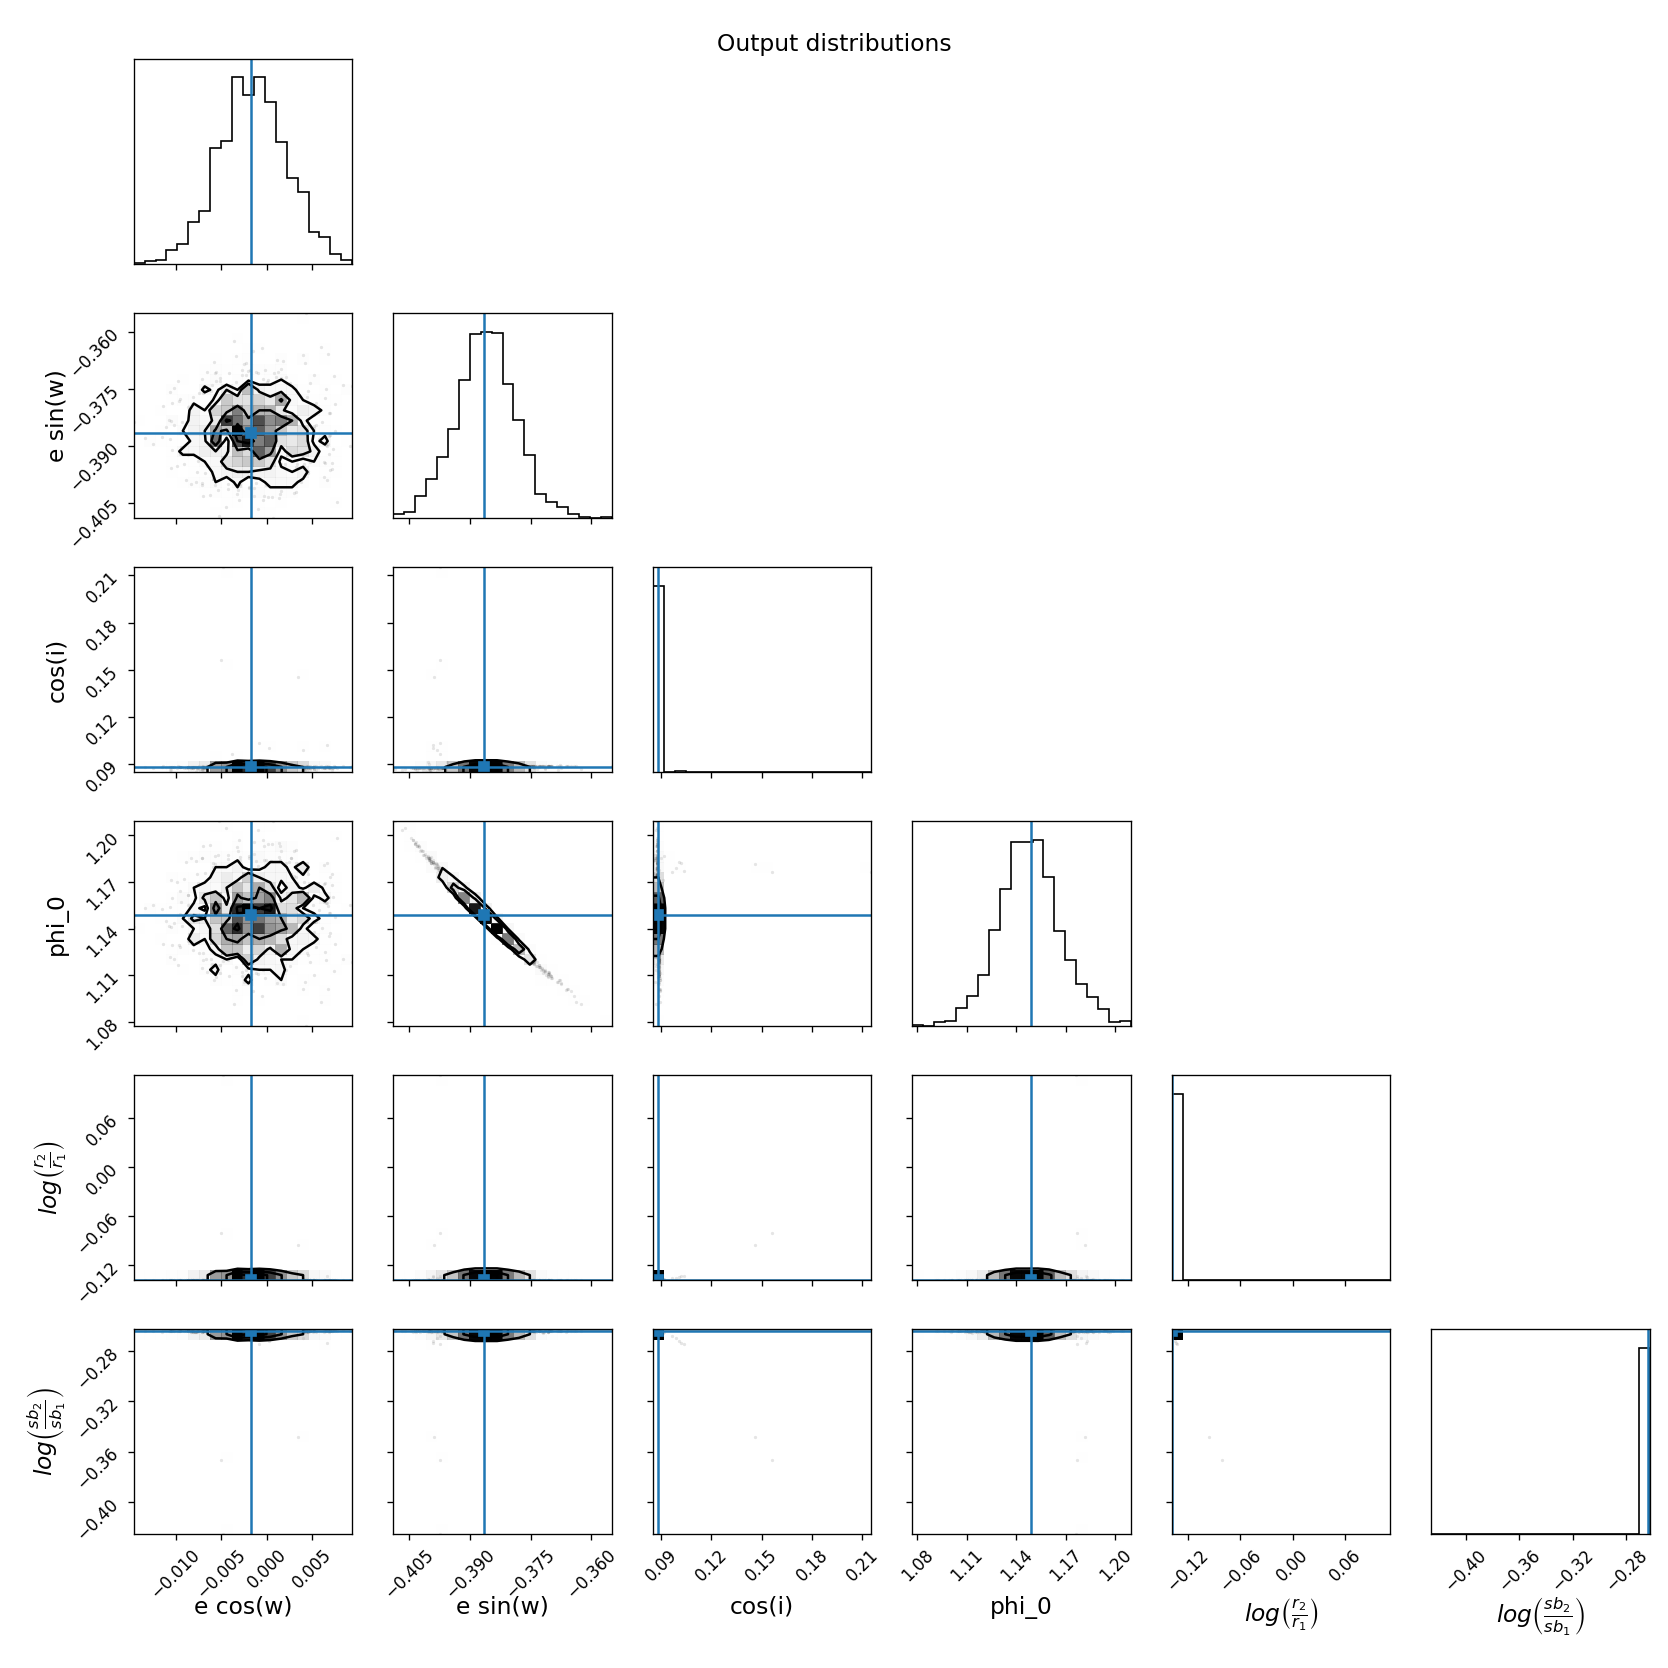 Output distributions
e sin(w)
−0.360
−0.375
−0.390
−0.405
cos(i)
0.21
0.18
0.15
0.12
0.09
phi_0
1.20
1.17
1.14
1.11
1.08
log(r₂/r₁)
0.06
0.00
−0.06
−0.12
log(sb₂/sb₁)
−0.28
−0.32
−0.36
−0.40
−0.010 −0.005 0.000 0.005
e cos(w)
−0.405 −0.390 −0.375 −0.360
e sin(w)
0.09 0.12 0.15 0.18 0.21
cos(i)
1.08 1.11 1.14 1.17 1.20
phi_0
−0.12 −0.06 0.00 0.06
log(r₂/r₁)
−0.40 −0.36 −0.32 −0.28
log(sb₂/sb₁)